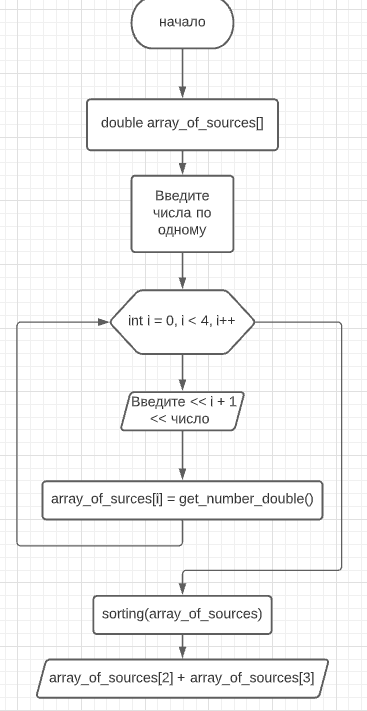 начало
double array_of_sources[]
Введите
числа по
одному
int i = 0, i < 4, i++
Введите << i + 1
<< число
array_of_surces[i] = get_number_double()
sorting(array_of_sources)
array_of_sources[2] + array_of_sources[3]